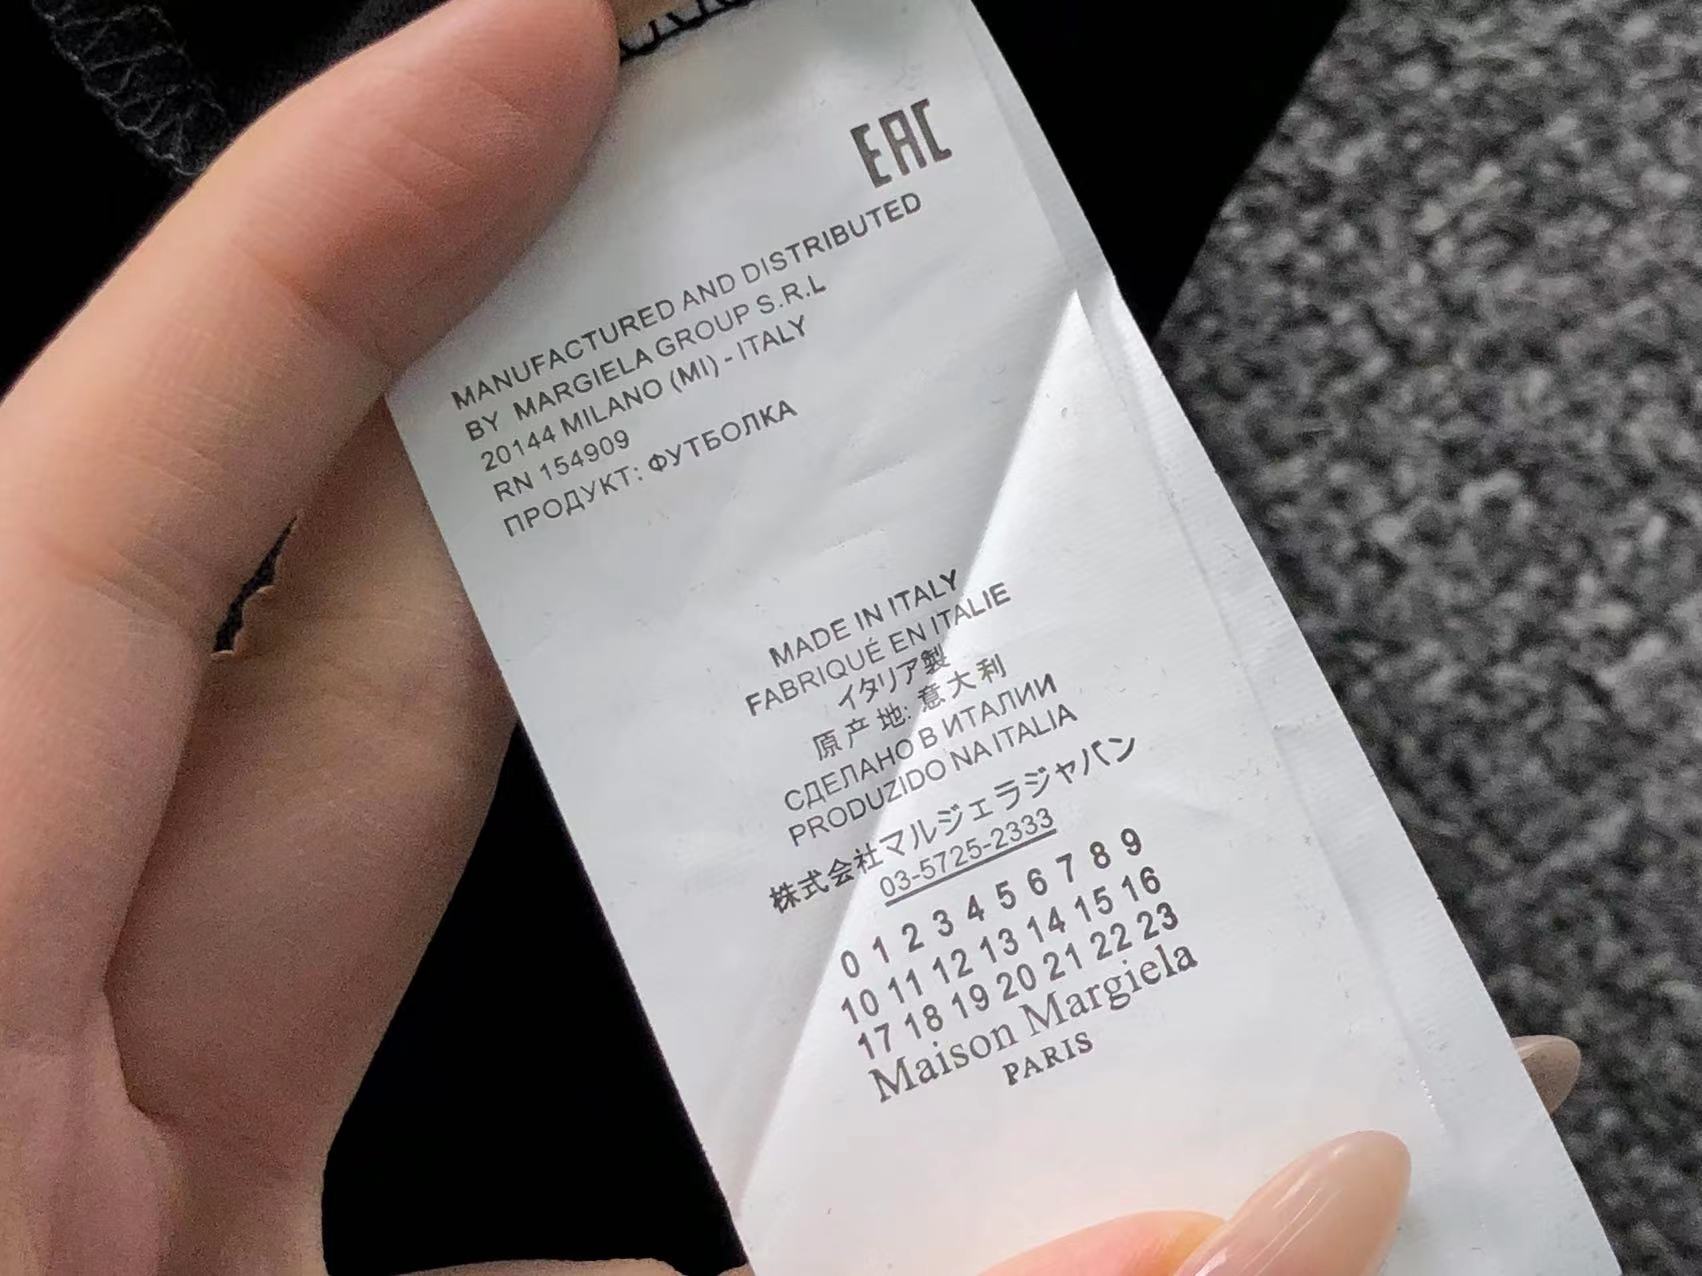 EAC
MANUFACTURED AND DISTRIBUTED
BY MARGIELA GROUP S.R.L
20144 MILANO (MI) - ITALY
RN 154909
ПРОДУКТ: ФУТБОЛКА
MADE IN ITALY
FABRIQUÉ EN ITALIE
イタリア製
原产地: 意大利
СДЕЛАНО В ИТАЛИИ
PRODUZIDO NA ITALIA
株式会社マルジェラジャパン
03-5725-2333
0 1 2 3 4 5 6 7 8 9
10 11 12 13 14 15 16
17 18 19 20 21 22 23
Maison Margiela
PARIS